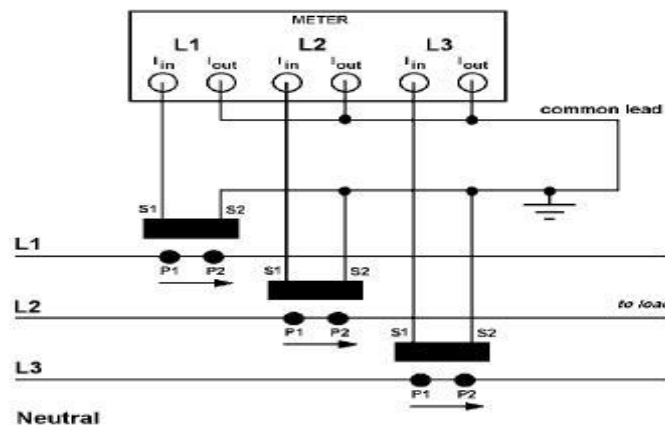 METER
L1 L2 L3
Iin Iout Iin Iout Iin Iout
common lead
S1 S2
L1
P1 P2
S1 S2
L2
to load
P1 P2
S1 S2
L3
P1 P2
Neutral